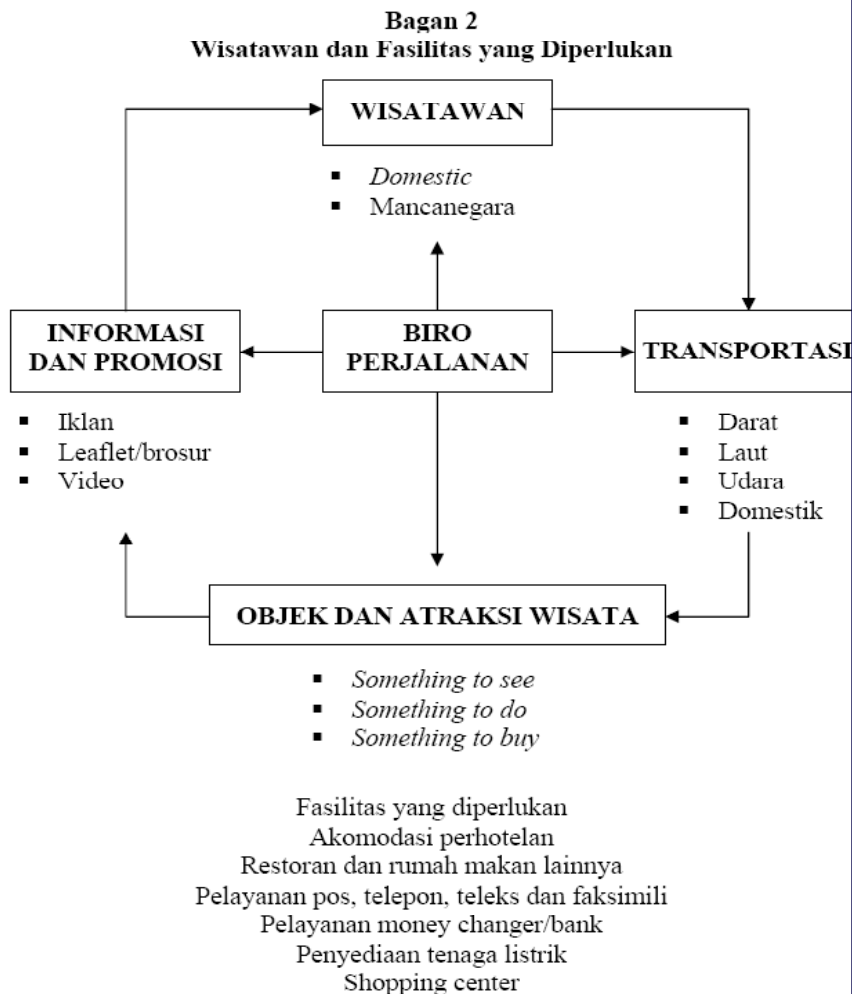 Bagan 2
Wisatawan dan Fasilitas yang Diperlukan
WISATAWAN
▪ Domestic
▪ Mancanegara
INFORMASI
DAN PROMOSI
BIRO
PERJALANAN
TRANSPORTASI
▪ Iklan
▪ Leaflet/brosur
▪ Video
▪ Darat
▪ Laut
▪ Udara
▪ Domestik
OBJEK DAN ATRAKSI WISATA
▪ Something to see
▪ Something to do
▪ Something to buy
Fasilitas yang diperlukan
Akomodasi perhotelan
Restoran dan rumah makan lainnya
Pelayanan pos, telepon, teleks dan faksimili
Pelayanan money changer/bank
Penyediaan tenaga listrik
Shopping center